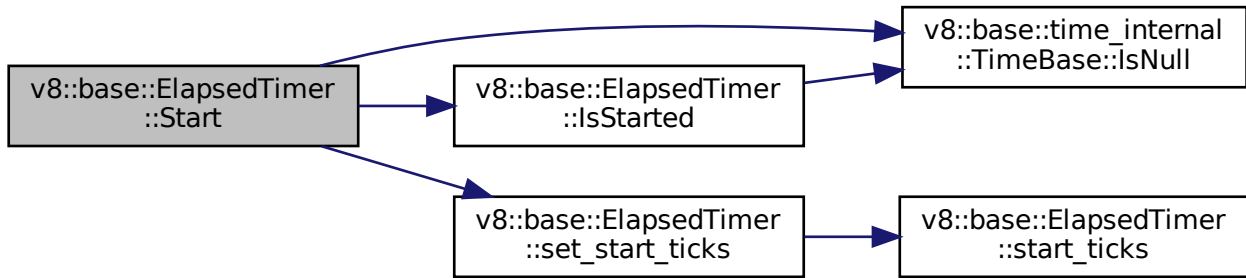 v8::base::ElapsedTimer
::Start
v8::base::ElapsedTimer
::IsStarted
v8::base::time_internal
::TimeBase::IsNull
v8::base::ElapsedTimer
::set_start_ticks
v8::base::ElapsedTimer
::start_ticks